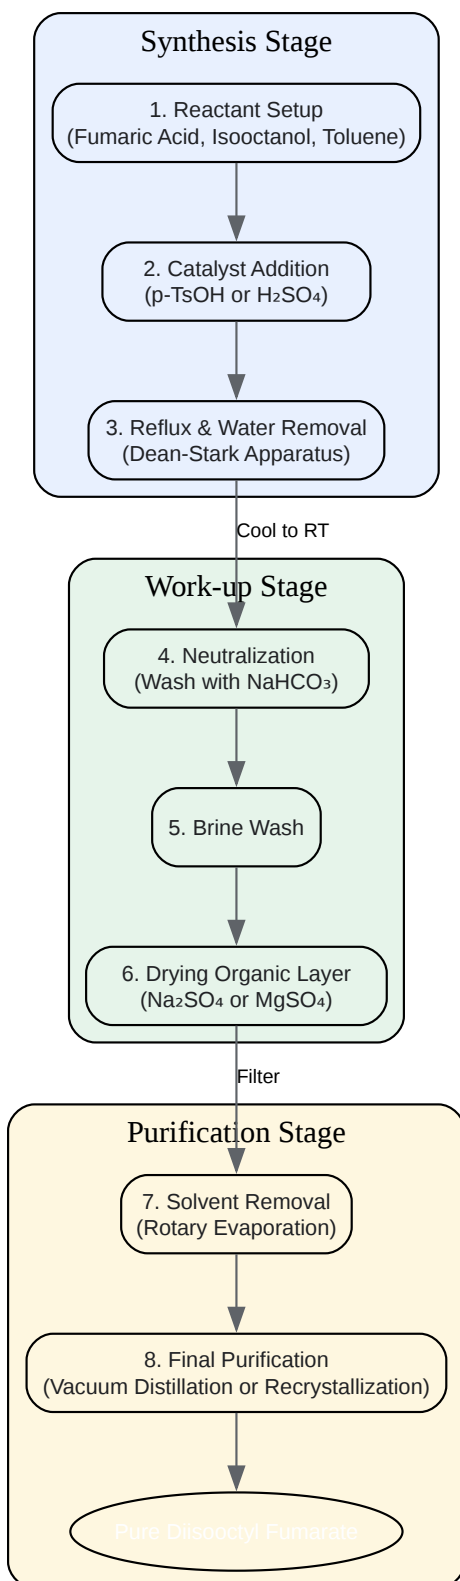 Synthesis Stage
1. Reactant Setup
(Fumaric Acid, Isooctanol, Toluene)
2. Catalyst Addition
(p-TsOH or H₂SO₄)
3. Reflux & Water Removal
(Dean-Stark Apparatus)
Cool to RT
Work-up Stage
4. Neutralization
(Wash with NaHCO₃)
5. Brine Wash
6. Drying Organic Layer
(Na₂SO₄ or MgSO₄)
Filter
Purification Stage
7. Solvent Removal
(Rotary Evaporation)
8. Final Purification
(Vacuum Distillation or Recrystallization)
Pure Diisooctyl Fumarate